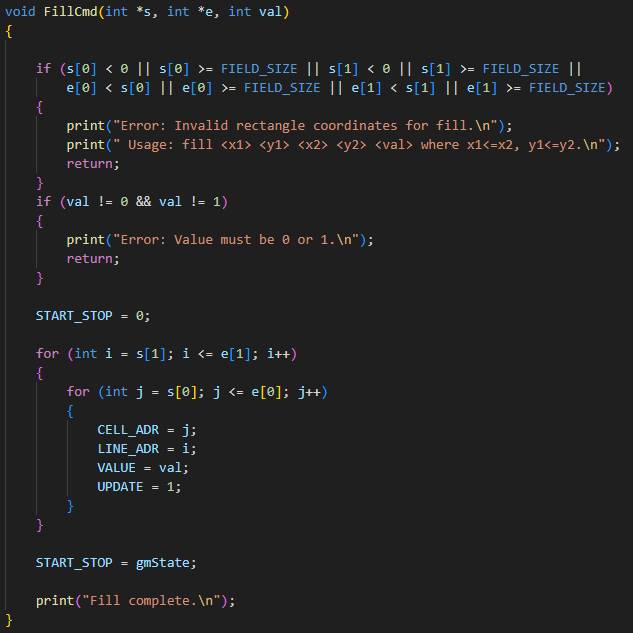 void FillCmd(int *s, int *e, int val)
{
    if (s[0] < 0 || s[0] >= FIELD_SIZE || s[1] < 0 || s[1] >= FIELD_SIZE ||
        e[0] < s[0] || e[0] >= FIELD_SIZE || e[1] < s[1] || e[1] >= FIELD_SIZE)
    {
        print("Error: Invalid rectangle coordinates for fill.\n");
        print(" Usage: fill <x1> <y1> <x2> <y2> <val> where x1<=x2, y1<=y2.\n");
        return;
    }
    if (val != 0 && val != 1)
    {
        print("Error: Value must be 0 or 1.\n");
        return;
    }
    START_STOP = 0;
    for (int i = s[1]; i <= e[1]; i++)
    {
        for (int j = s[0]; j <= e[0]; j++)
        {
            CELL_ADR = j;
            LINE_ADR = i;
            VALUE = val;
            UPDATE = 1;
        }
    }
    START_STOP = gmState;
    print("Fill complete.\n");
}